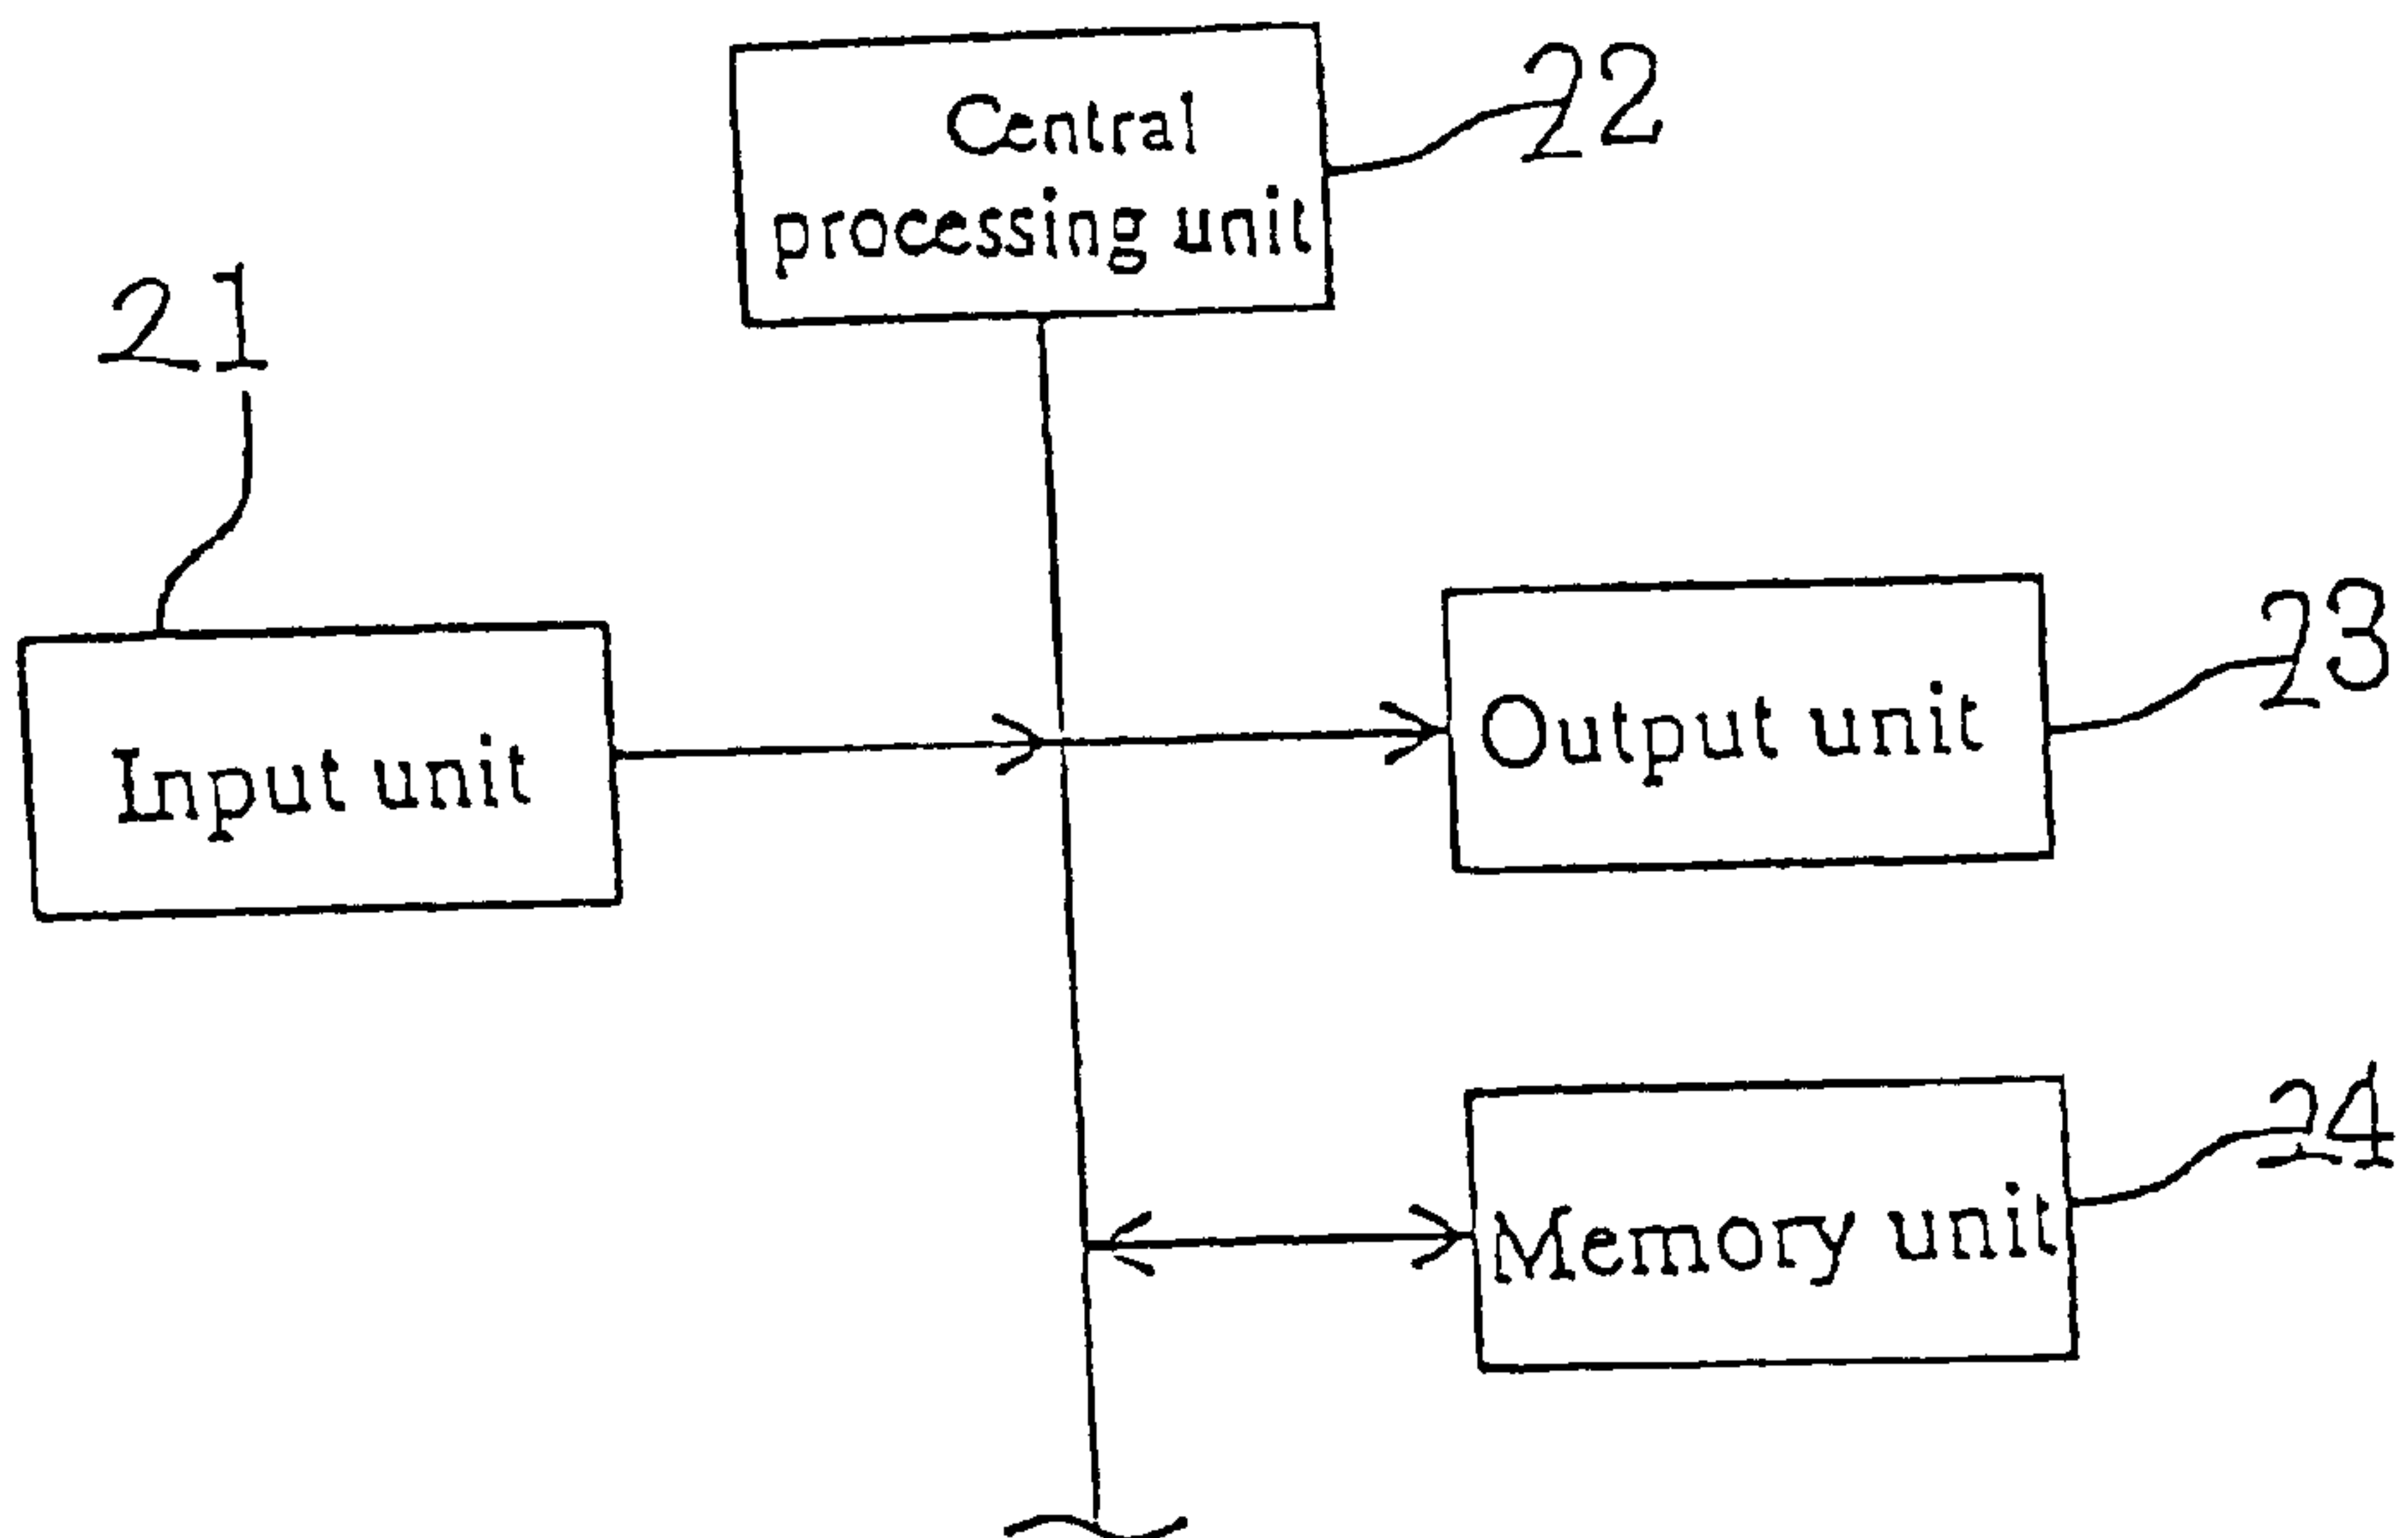 Central
processing unit
22
21
Input unit
Output unit
23
Memory unit
24